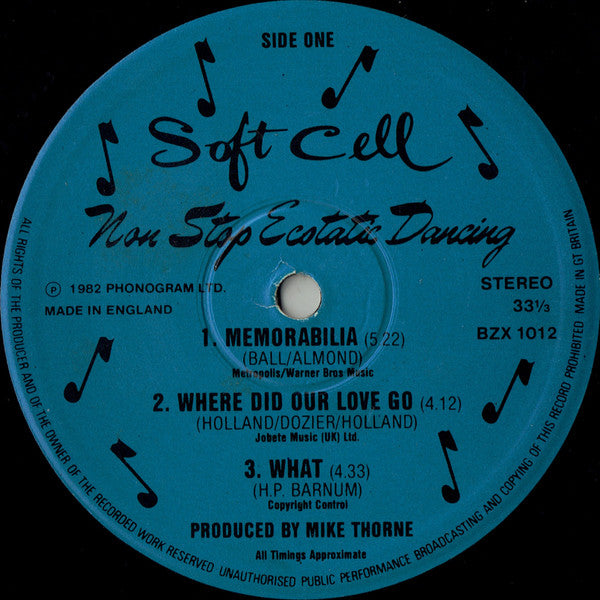 SIDE ONE
Soft Cell
Non Stop Ecstatic Dancing
℗ 1982 PHONOGRAM LTD.
MADE IN ENGLAND
STEREO
33⅓
BZX 1012
1. MEMORABILIA (5.22)
(BALL/ALMOND)
Metropolis/Warner Bros Music
2. WHERE DID OUR LOVE GO (4.12)
(HOLLAND/DOZIER/HOLLAND)
Jobete Music (UK) Ltd.
3. WHAT (4.33)
(H.P. BARNUM)
Copyright Control
PRODUCED BY MIKE THORNE
All Timings Approximate
ALL RIGHTS OF THE PRODUCER AND OF THE OWNER OF THE RECORDED WORK RESERVED · UNAUTHORISED PUBLIC PERFORMANCE BROADCASTING AND COPYING OF THIS RECORD PROHIBITED MADE IN GT BRITAIN